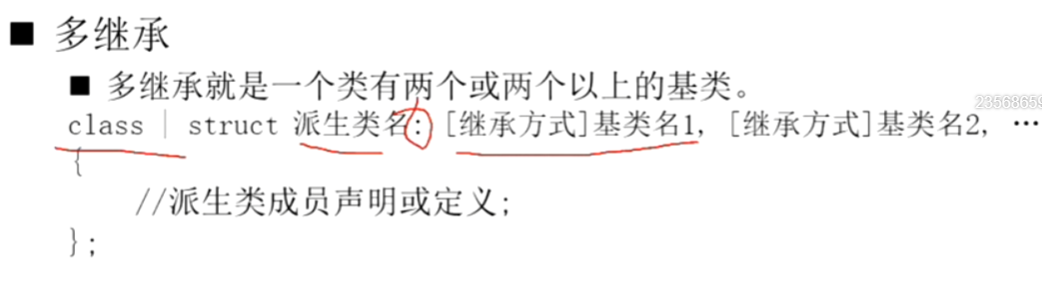 ■ 多继承
■ 多继承就是一个类有两个或两个以上的基类。
23568659
class | struct 派生类名: [继承方式]基类名1, [继承方式]基类名2, …
{
//派生类成员声明或定义;
};